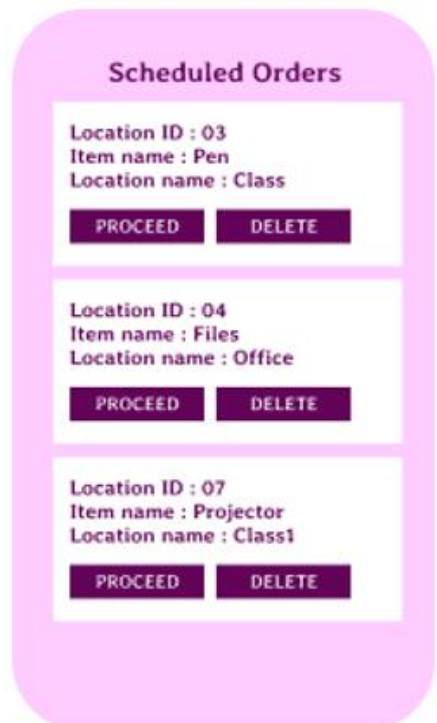 Scheduled Orders
Location ID : 03
Item name : Pen
Location name : Class
PROCEED DELETE
Location ID : 04
Item name : Files
Location name : Office
PROCEED DELETE
Location ID : 07
Item name : Projector
Location name : Class1
PROCEED DELETE